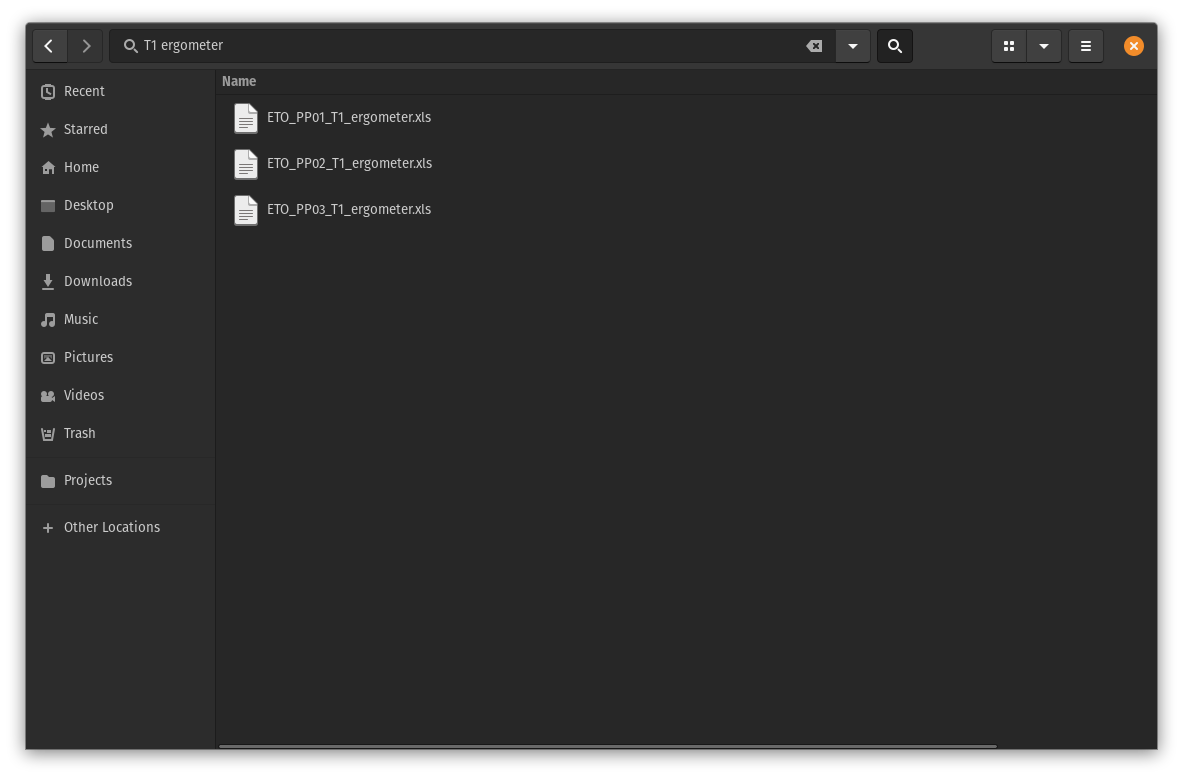 T1 ergometer
Recent
Starred
Home
Desktop
Documents
Downloads
Music
Pictures
Videos
Trash
Projects
Other Locations
Name
ETO_PP01_T1_ergometer.xls
ETO_PP02_T1_ergometer.xls
ETO_PP03_T1_ergometer.xls